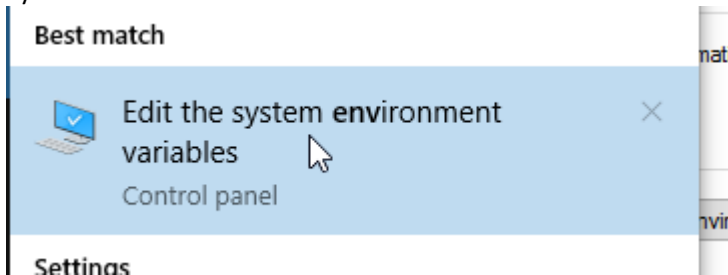 Best match
Edit the system environment
variables
Control panel
Settings